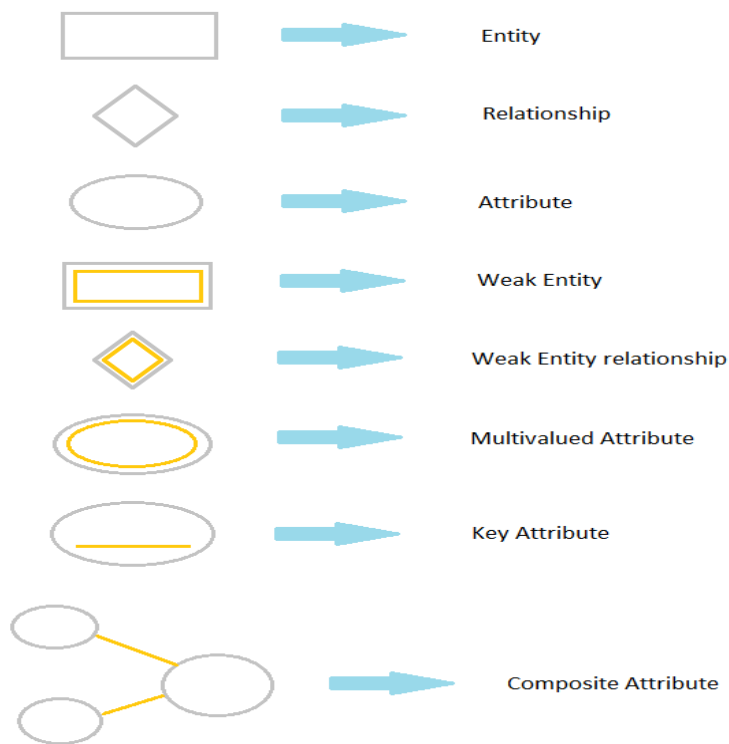 Entity
Relationship
Attribute
Weak Entity
Weak Entity relationship
Multivalued Attribute
Key Attribute
Composite Attribute